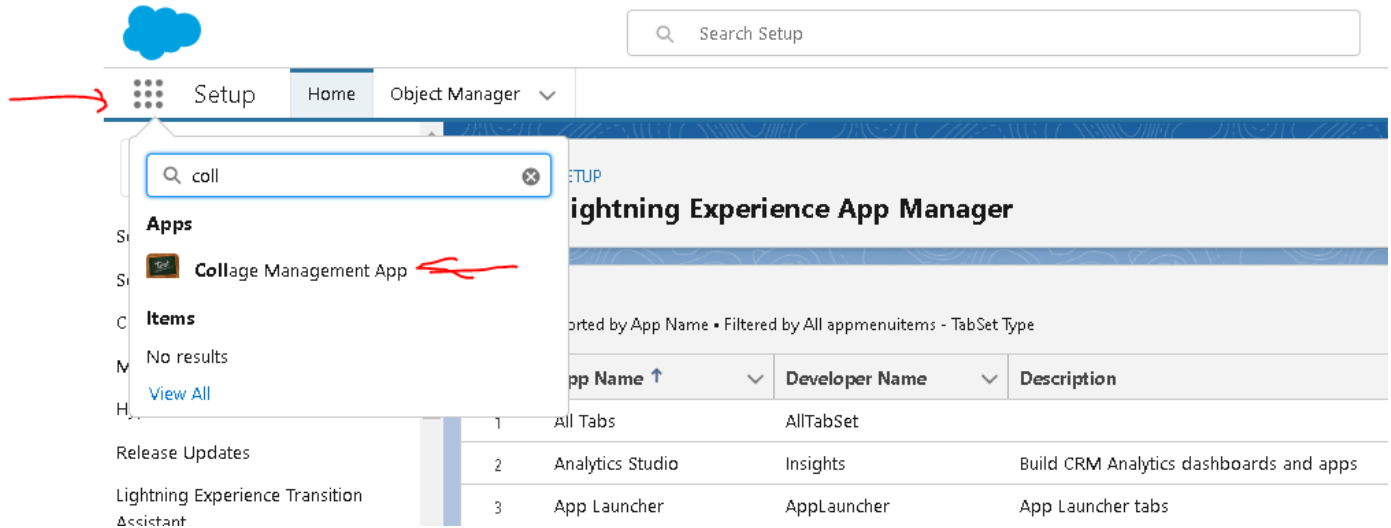 Search Setup
Setup Home Object Manager
coll
SETUP
Lightning Experience App Manager
Apps
Collage Management App
Items
No results
View All
orted by App Name • Filtered by All appmenuitems - TabSet Type
pp Name ↑ Developer Name Description
1 All Tabs AllTabSet
2 Analytics Studio Insights Build CRM Analytics dashboards and apps
3 App Launcher AppLauncher App Launcher tabs
Release Updates
Lightning Experience Transition
Assistant